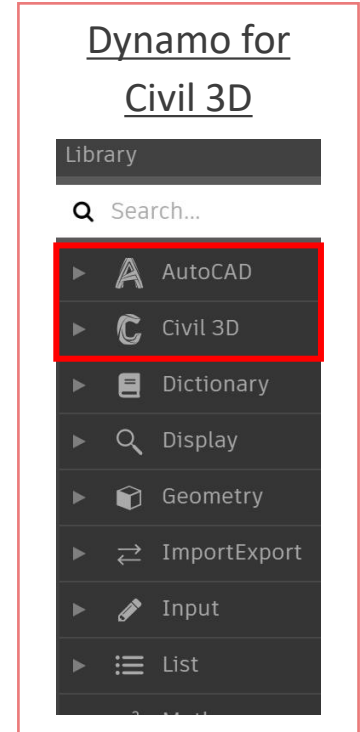 Dynamo for
Civil 3D
Library
Search...
AutoCAD
Civil 3D
Dictionary
Display
Geometry
ImportExport
Input
List